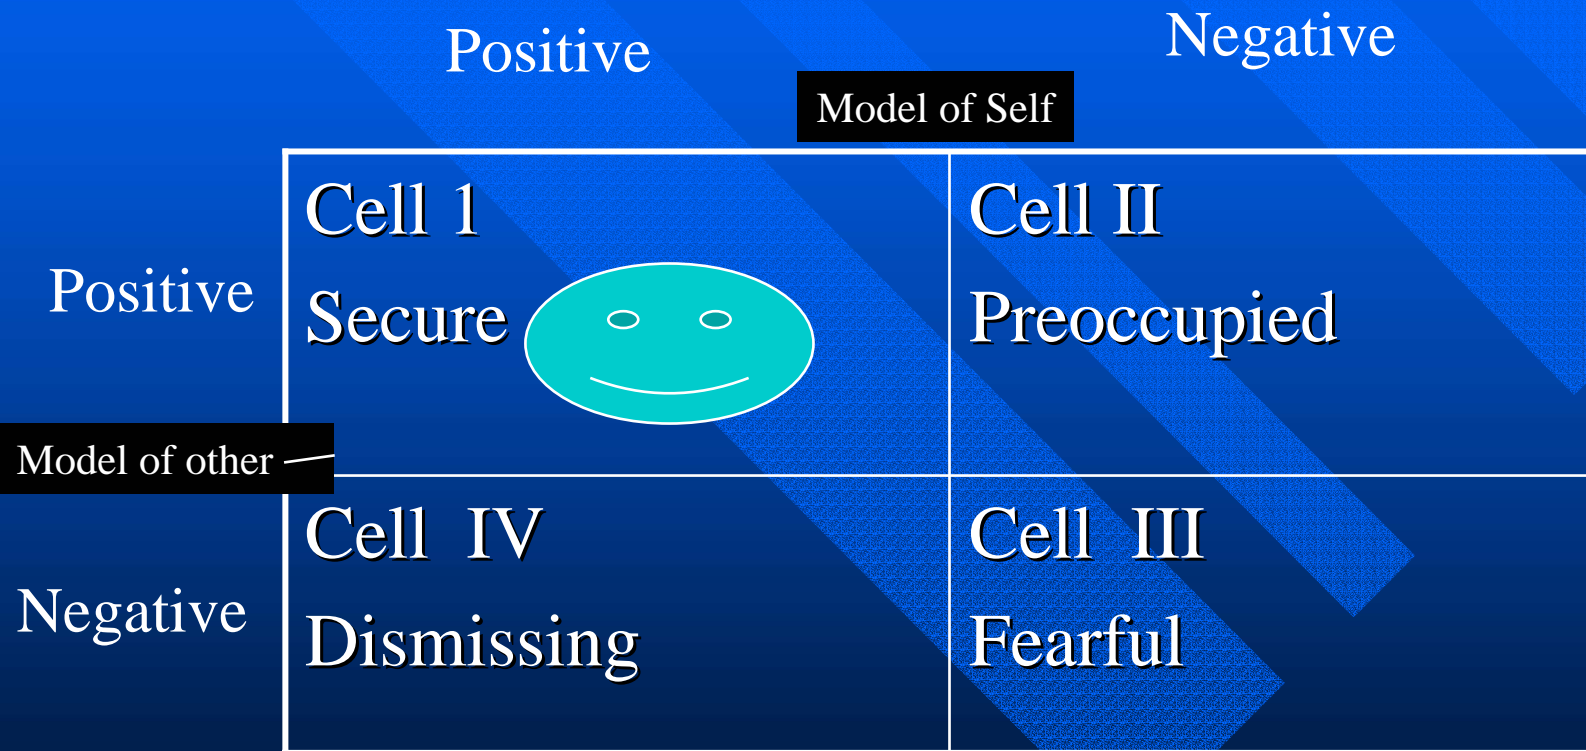 Positive
Negative
Model of Self
Cell 1
Cell II
Positive
Secure
Preoccupied
Model of other
Cell IV
Cell III
Negative
Dismissing
Fearful